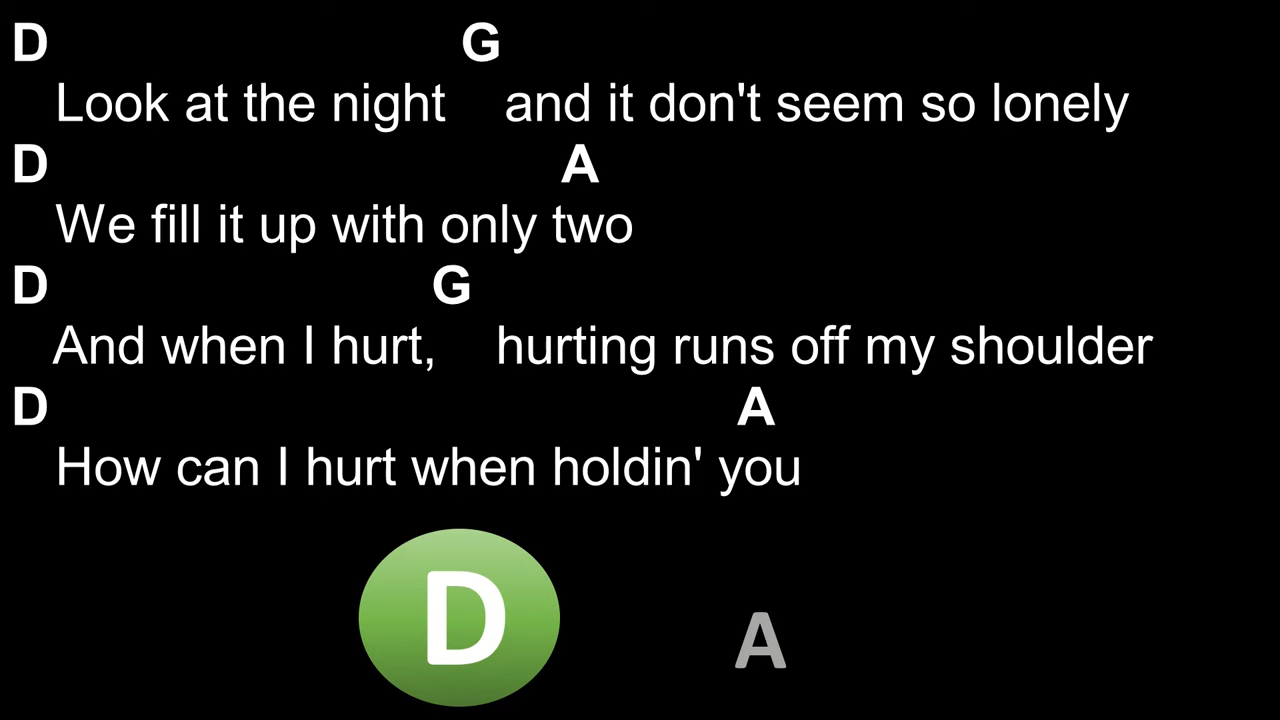 D G
Look at the night and it don't seem so lonely
D A
We fill it up with only two
D G
And when I hurt, hurting runs off my shoulder
D A
How can I hurt when holdin' you
D A